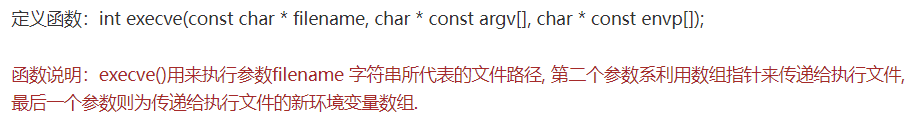 定义函数：int execve(const char * filename, char * const argv[], char * const envp[]);
函数说明：execve()用来执行参数filename 字符串所代表的文件路径, 第二个参数系利用数组指针来传递给执行文件,
最后一个参数则为传递给执行文件的新环境变量数组.